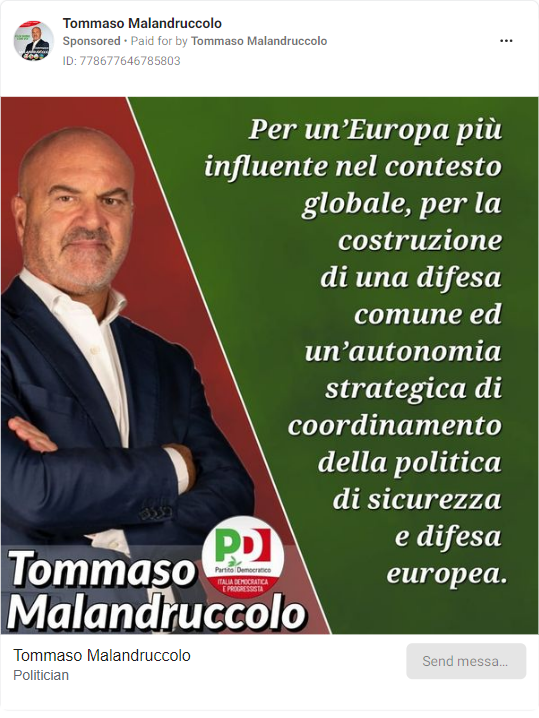 Tommaso Malandruccolo
Sponsored • Paid for by Tommaso Malandruccolo
ID: 778677646785803
Per un’Europa più
influente nel contesto
globale, per la
costruzione
di una difesa
comune ed
un’autonomia
strategica di
coordinamento
della politica
di sicurezza
e difesa
europea.
PD
Partito Democratico
ITALIA DEMOCRATICA
E PROGRESSISTA
Tommaso
Malandruccolo
Tommaso Malandruccolo
Politician
Send messa...